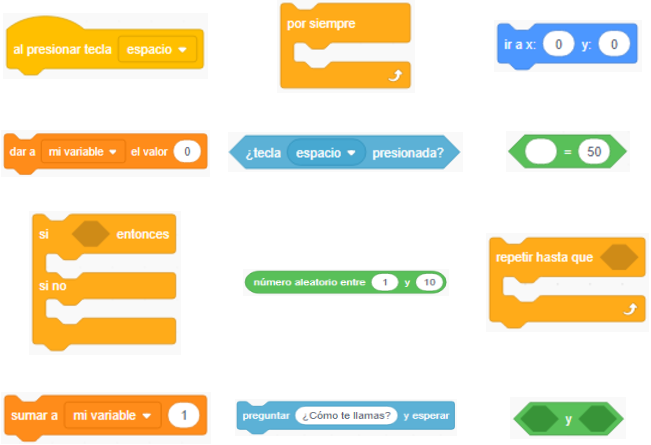 al presionar tecla espacio
por siempre
ir a x: 0 y: 0
dar a mi variable el valor 0
¿tecla espacio presionada?
= 50
si entonces
si no
número aleatorio entre 1 y 10
repetir hasta que
sumar a mi variable 1
preguntar ¿Cómo te llamas? y esperar
y